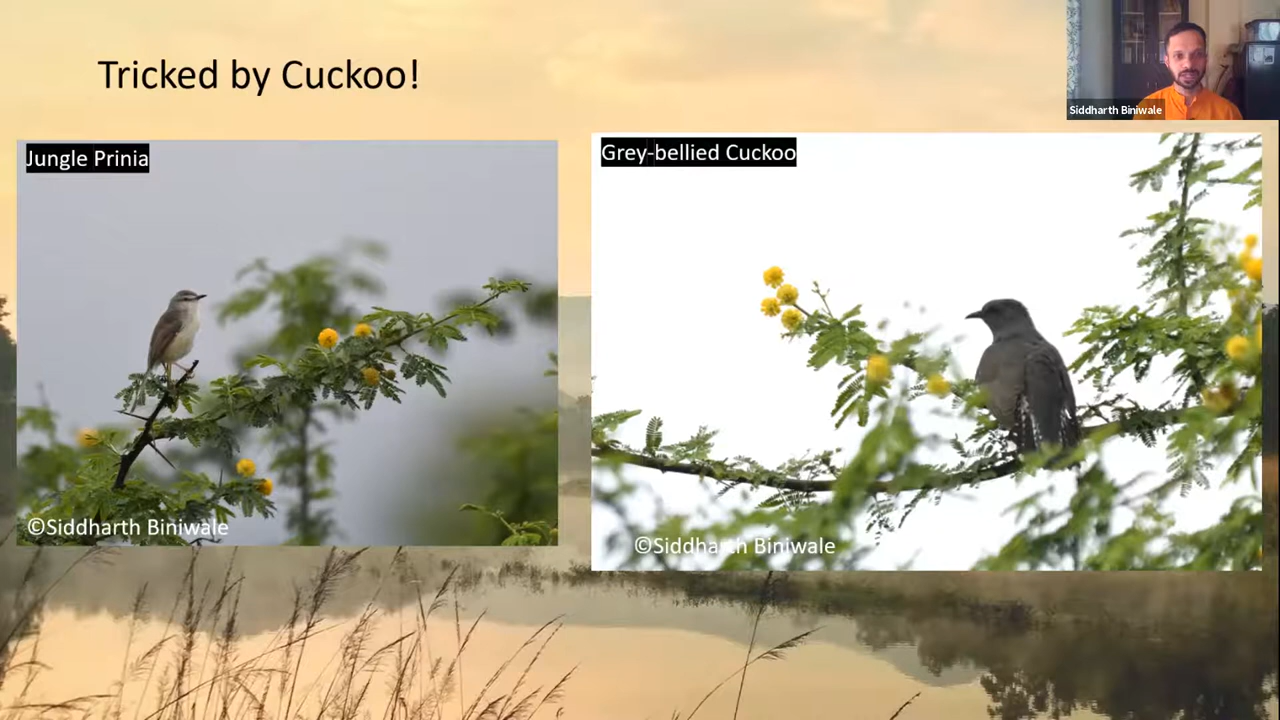 Tricked by Cuckoo!
Siddharth Biniwale
Jungle Prinia
Grey-bellied Cuckoo
©Siddharth Biniwale
©Siddharth Biniwale